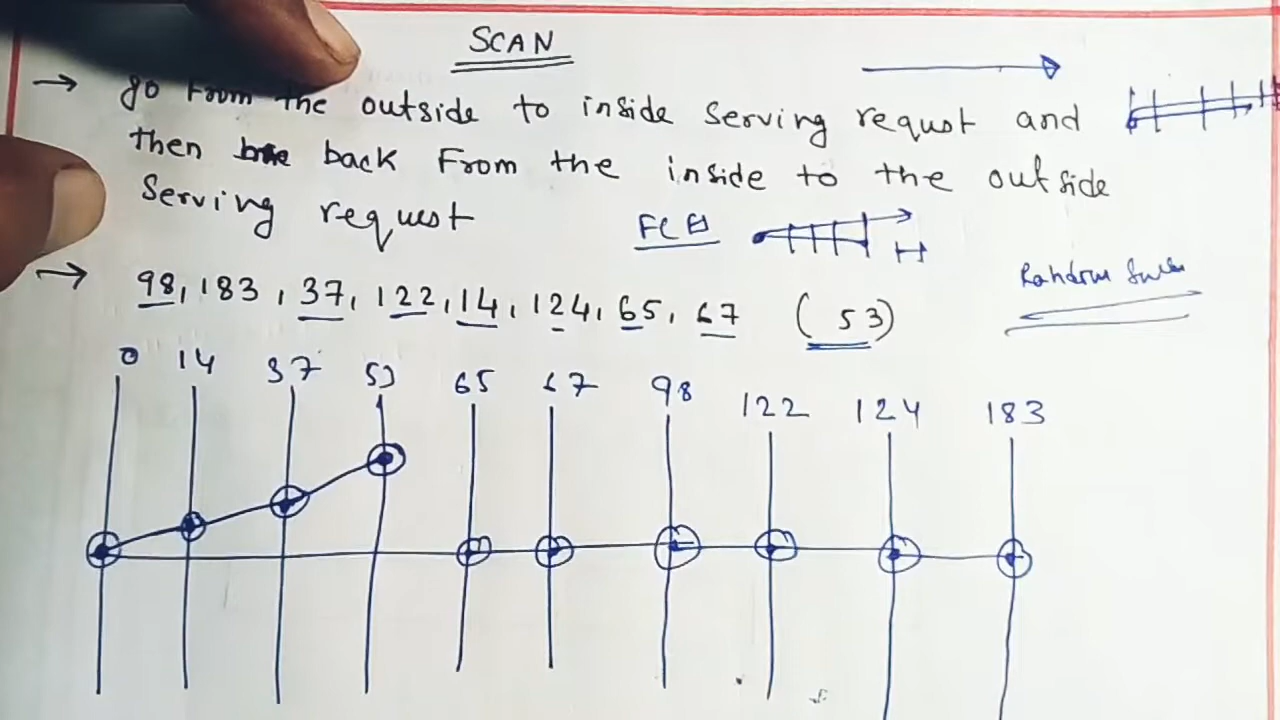 SCAN
→ go From the outside to inside Serving requst and
then back From the inside to the outside
Serving request
→ 98, 183, 37, 122, 14, 124, 65, 67 (53)
0 14 37 53 65 67 98 122 124 183